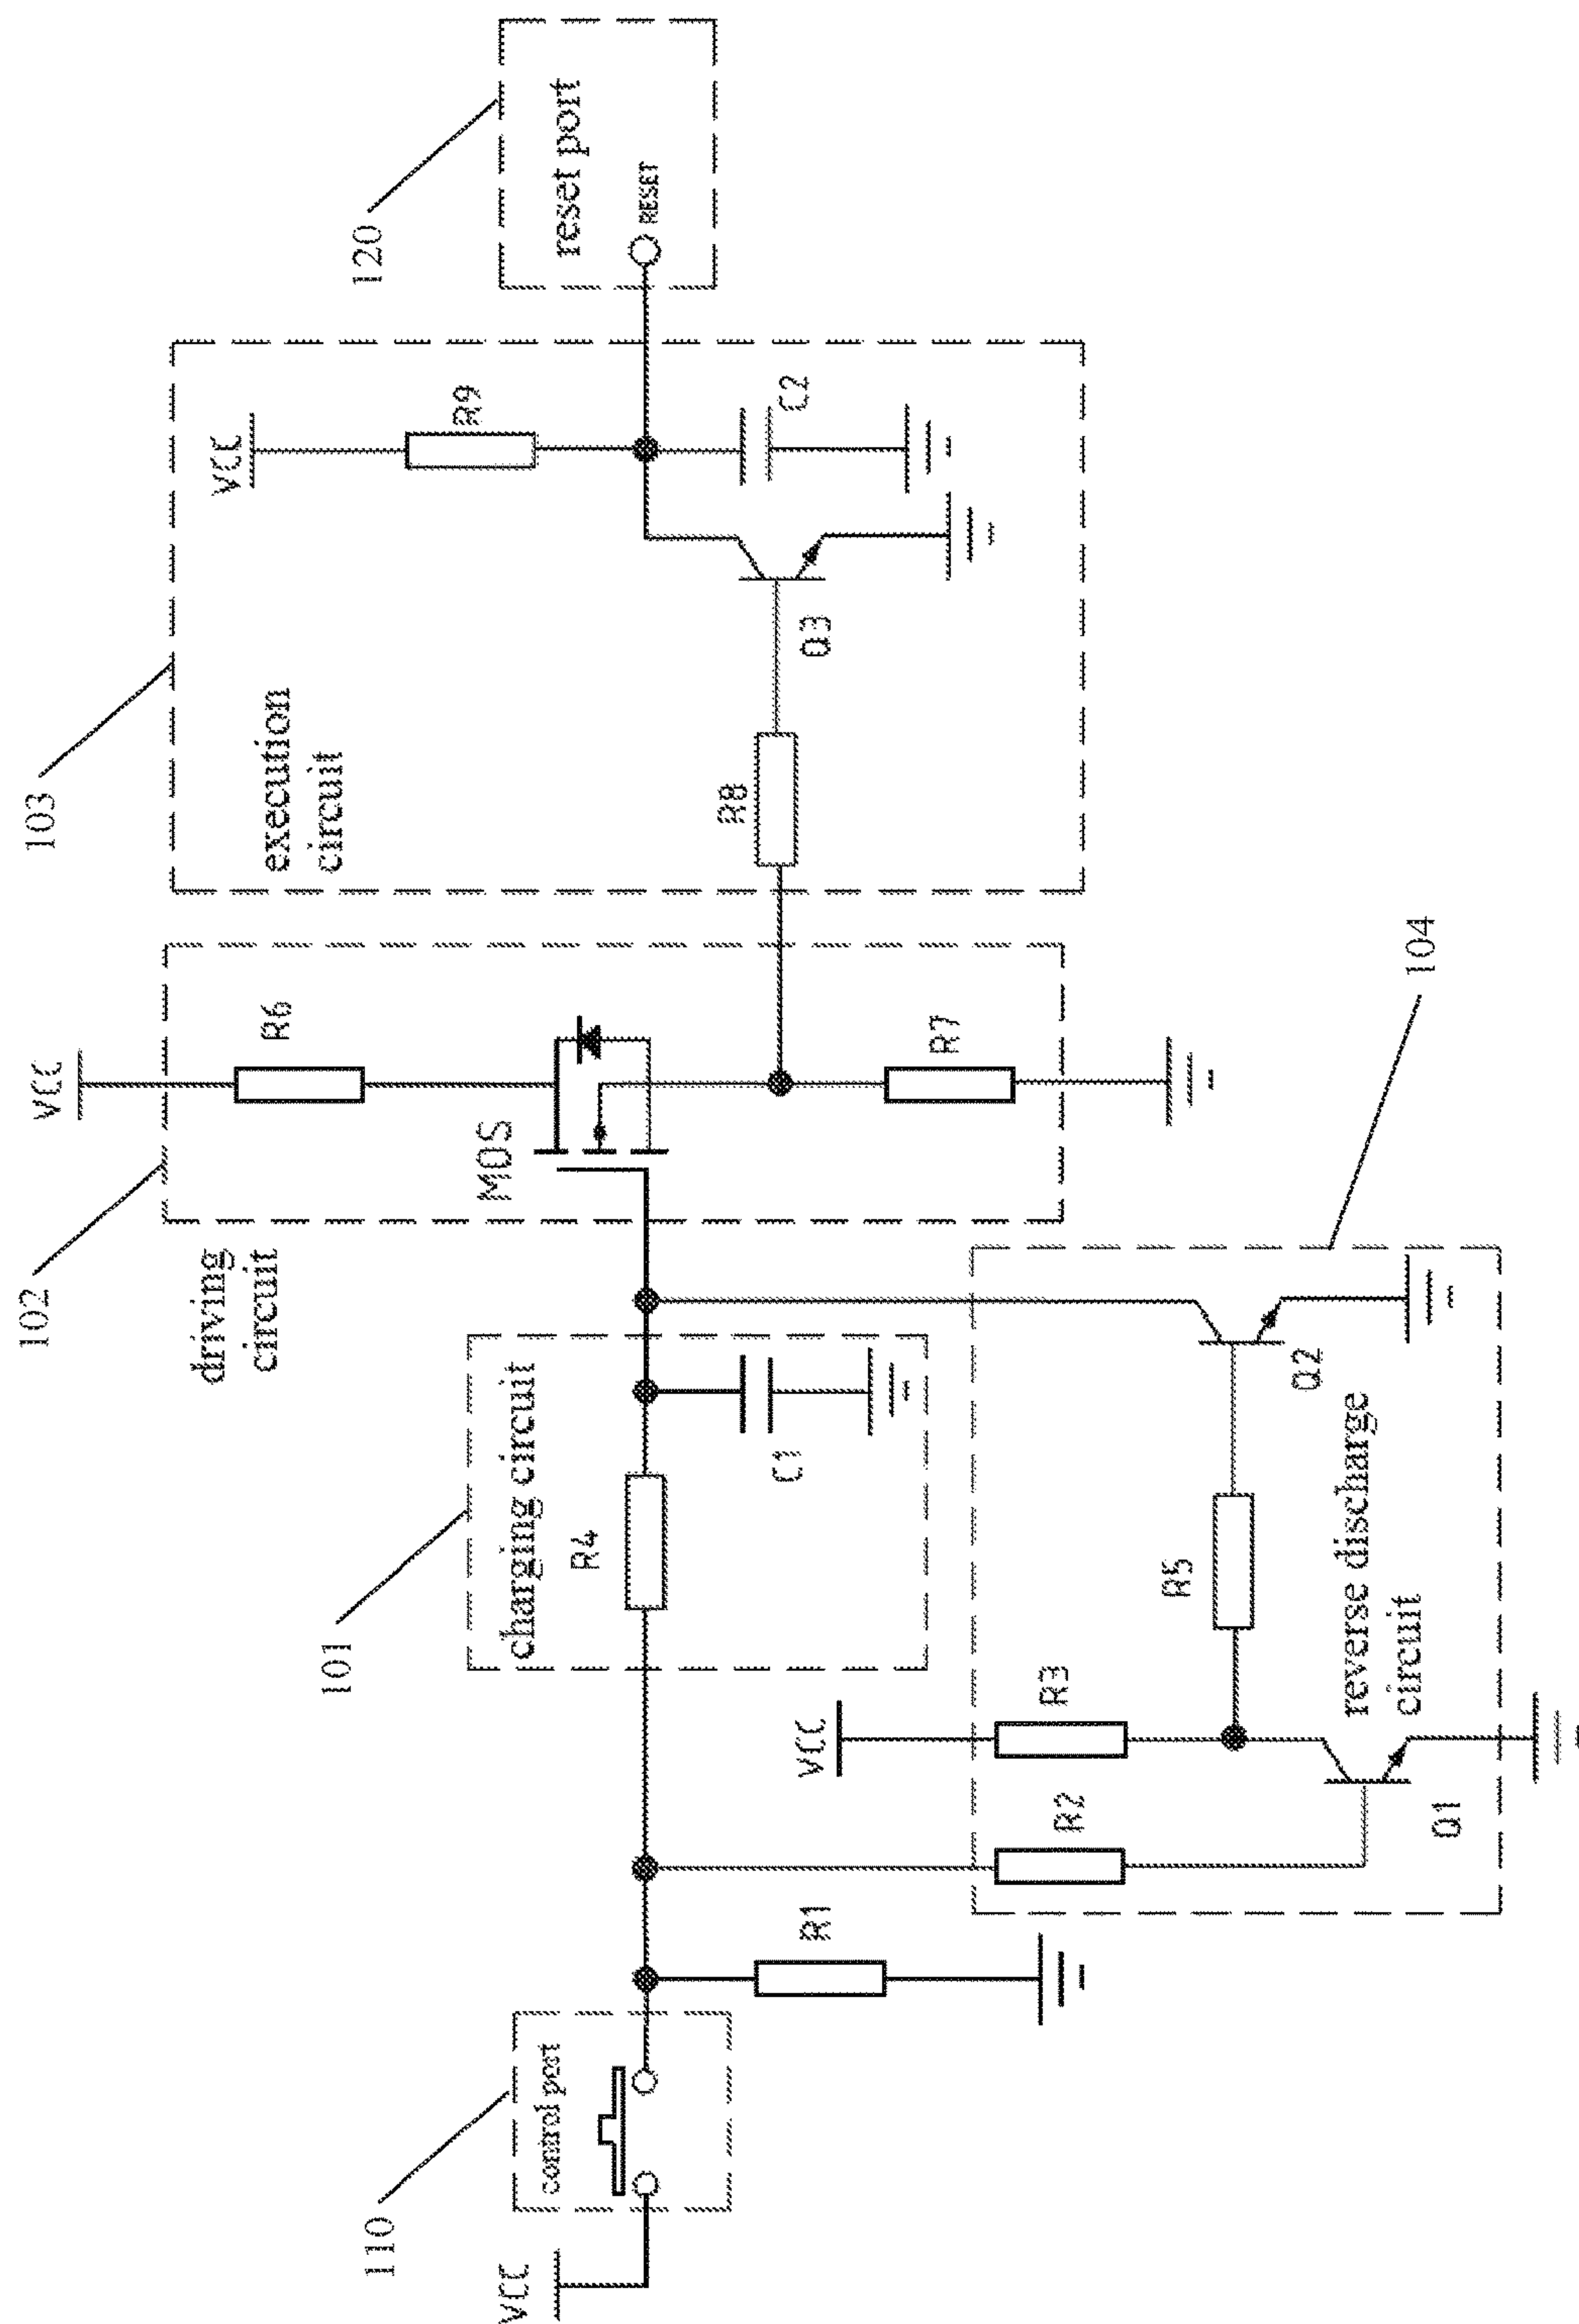 110
control port
VCC
R1
101
charging circuit
R4
C1
VCC
R2
R3
R5
Q1
Q2
reverse discharge
circuit
104
102
driving
circuit
VCC
R6
MOS
R7
103
execution
circuit
R8
Q3
VCC
R9
C2
120
reset port
RESET